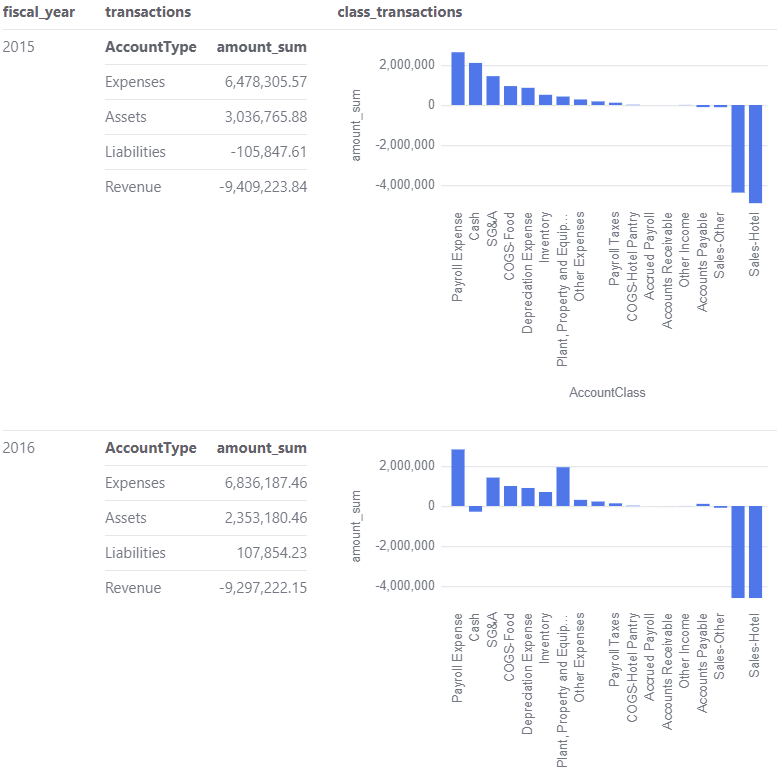 fiscal_year transactions class_transactions
2015
AccountType amount_sum
Expenses 6,478,305.57
Assets 3,036,765.88
Liabilities -105,847.61
Revenue -9,409,223.84
amount_sum
2,000,000
0
-2,000,000
-4,000,000
Payroll Expense
Cash
SG&A
COGS-Food
Depreciation Expense
Inventory
Plant, Property and Equip...
Other Expenses
Payroll Taxes
COGS-Hotel Pantry
Accrued Payroll
Accounts Receivable
Other Income
Accounts Payable
Sales-Other
Sales-Hotel
AccountClass
2016
AccountType amount_sum
Expenses 6,836,187.46
Assets 2,353,180.46
Liabilities 107,854.23
Revenue -9,297,222.15
amount_sum
2,000,000
0
-2,000,000
-4,000,000
Payroll Expense
Cash
SG&A
COGS-Food
Depreciation Expense
Inventory
Plant, Property and Equip...
Other Expenses
Payroll Taxes
COGS-Hotel Pantry
Accrued Payroll
Accounts Receivable
Other Income
Accounts Payable
Sales-Other
Sales-Hotel